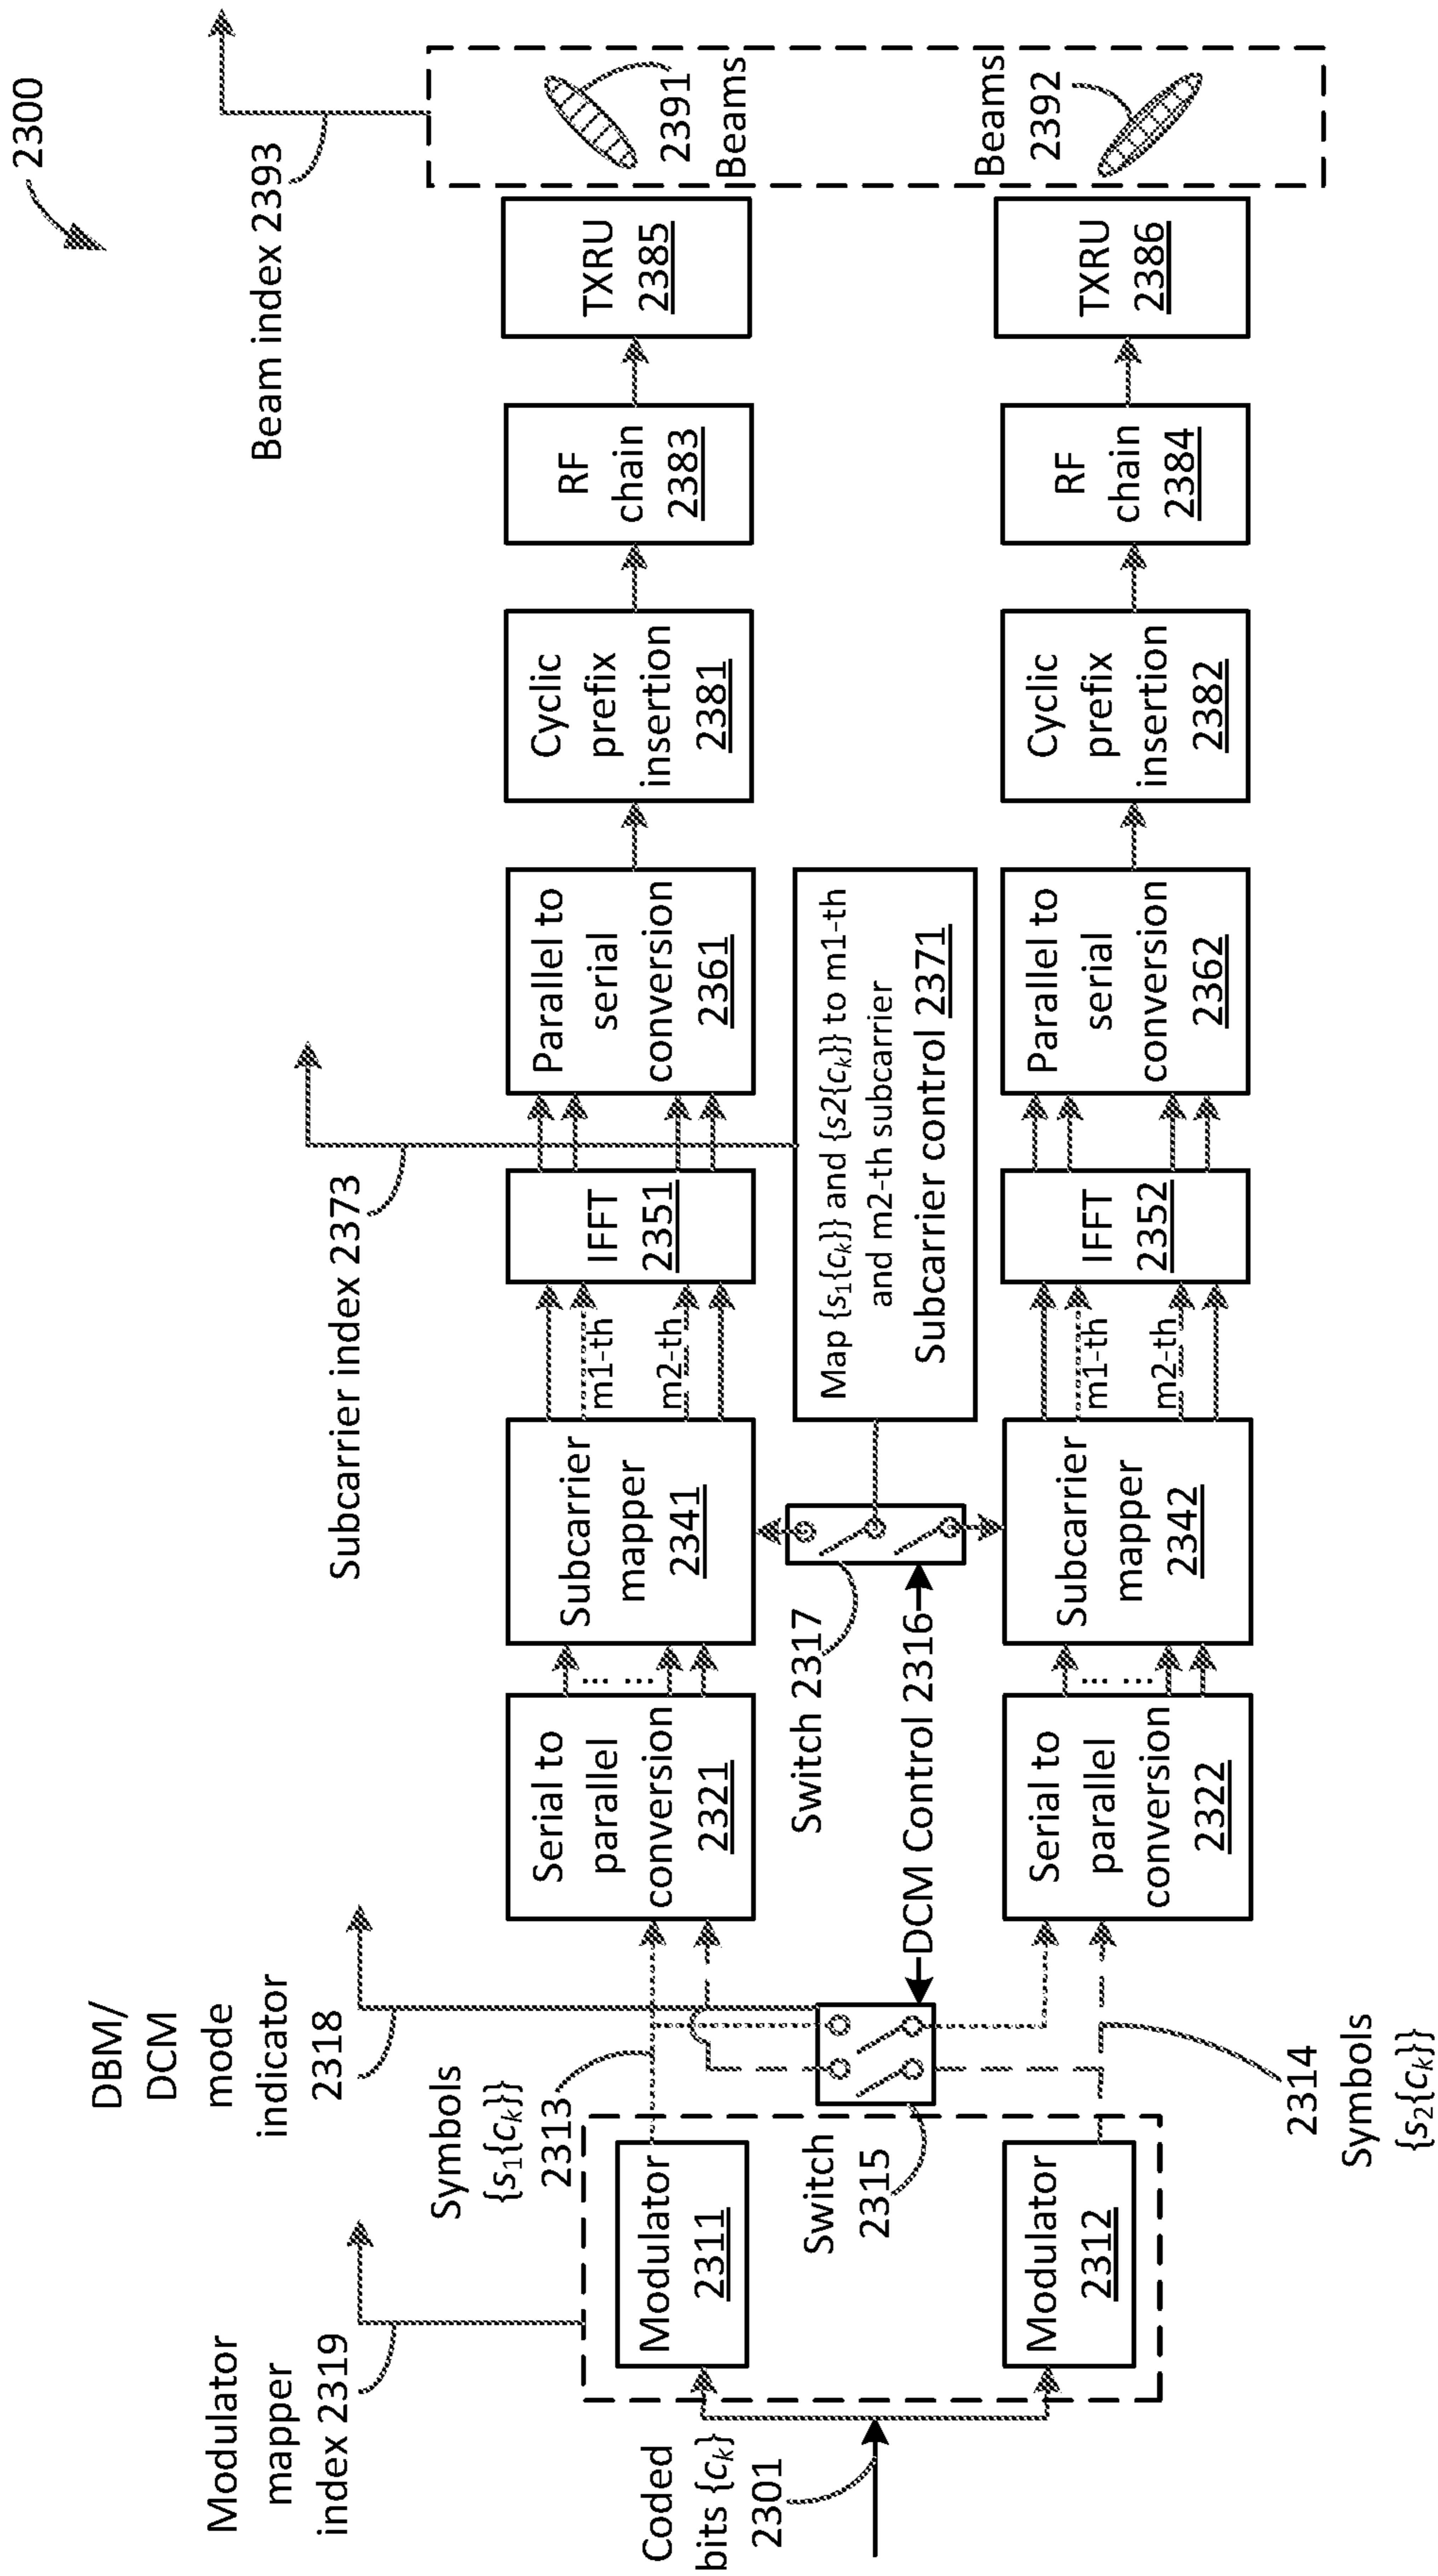 2300
Beam index 2393
Subcarrier index 2373
DBM/
DCM
mode
indicator
2318
Modulator
mapper
index 2319
Coded
bits {ck}
2301
Modulator
2311
Symbols
{s1{ck}}
2313
Serial to
parallel
conversion
2321
Subcarrier
mapper
2341
m1-th
m2-th
IFFT
2351
Parallel to
serial
conversion
2361
Cyclic
prefix
insertion
2381
RF
chain
2383
TXRU
2385
2391
Beams
Switch
2315
DCM Control 2316
Switch 2317
Map {s1{ck}} and {s2{ck}} to m1-th
and m2-th subcarrier
Subcarrier control 2371
Modulator
2312
2314
Symbols
{s2{ck}}
Serial to
parallel
conversion
2322
Subcarrier
mapper
2342
m1-th
m2-th
IFFT
2352
Parallel to
serial
conversion
2362
Cyclic
prefix
insertion
2382
RF
chain
2384
TXRU
2386
Beams
2392